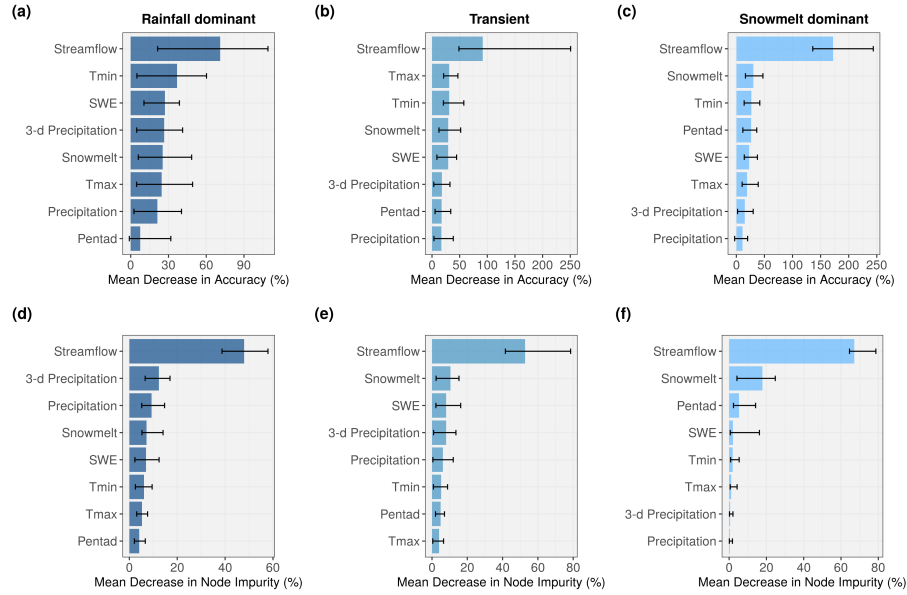 (a)
Rainfall dominant
Streamflow
Tmin
SWE
3-d Precipitation
Snowmelt
Tmax
Precipitation
Pentad
0 30 60 90
Mean Decrease in Accuracy (%)
(b)
Transient
Streamflow
Tmax
Tmin
Snowmelt
SWE
3-d Precipitation
Pentad
Precipitation
0 50 100 150 200 250
Mean Decrease in Accuracy (%)
(c)
Snowmelt dominant
Streamflow
Snowmelt
Tmin
Pentad
SWE
Tmax
3-d Precipitation
Precipitation
0 50 100 150 200 250
Mean Decrease in Accuracy (%)
(d)
Streamflow
3-d Precipitation
Precipitation
Snowmelt
SWE
Tmin
Tmax
Pentad
0 20 40 60
Mean Decrease in Node Impurity (%)
(e)
Streamflow
Snowmelt
SWE
3-d Precipitation
Precipitation
Tmin
Pentad
Tmax
0 20 40 60 80
Mean Decrease in Node Impurity (%)
(f)
Streamflow
Snowmelt
Pentad
SWE
Tmin
Tmax
3-d Precipitation
Precipitation
0 20 40 60 80
Mean Decrease in Node Impurity (%)